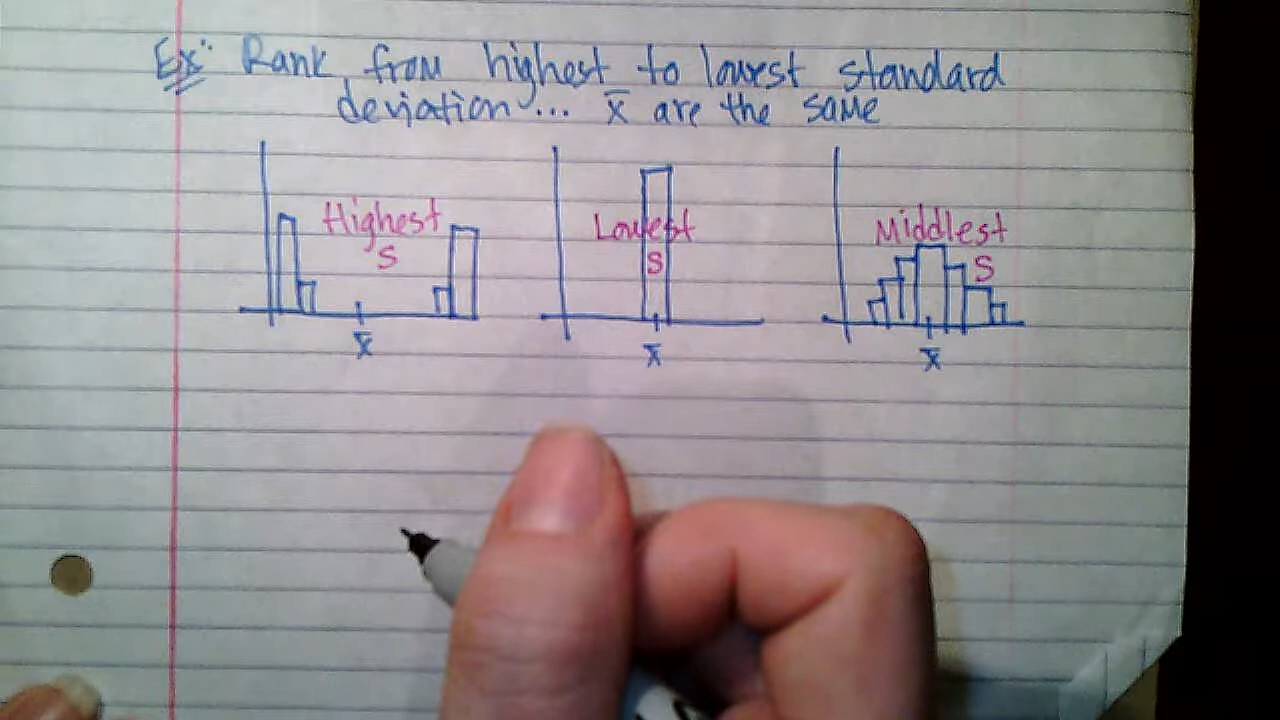 Ex: Rank from highest to lowest standard
deviation... x̄ are the same
Highest
S
x̄
Lowest
S
x̄
Middlest
S
x̄